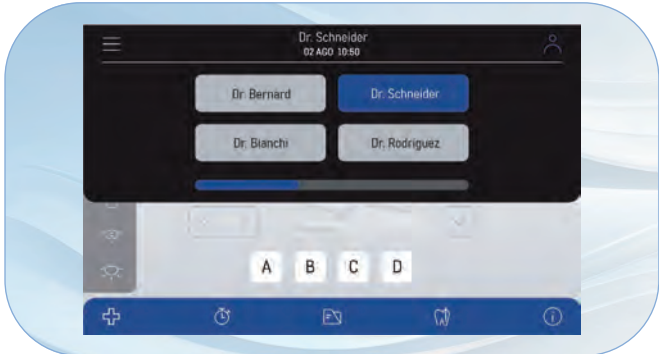 Dr. Schneider
02 AGO 10:50
Dr. Bernard
Dr. Schneider
Dr. Bianchi
Dr. Rodriguez
A B C D